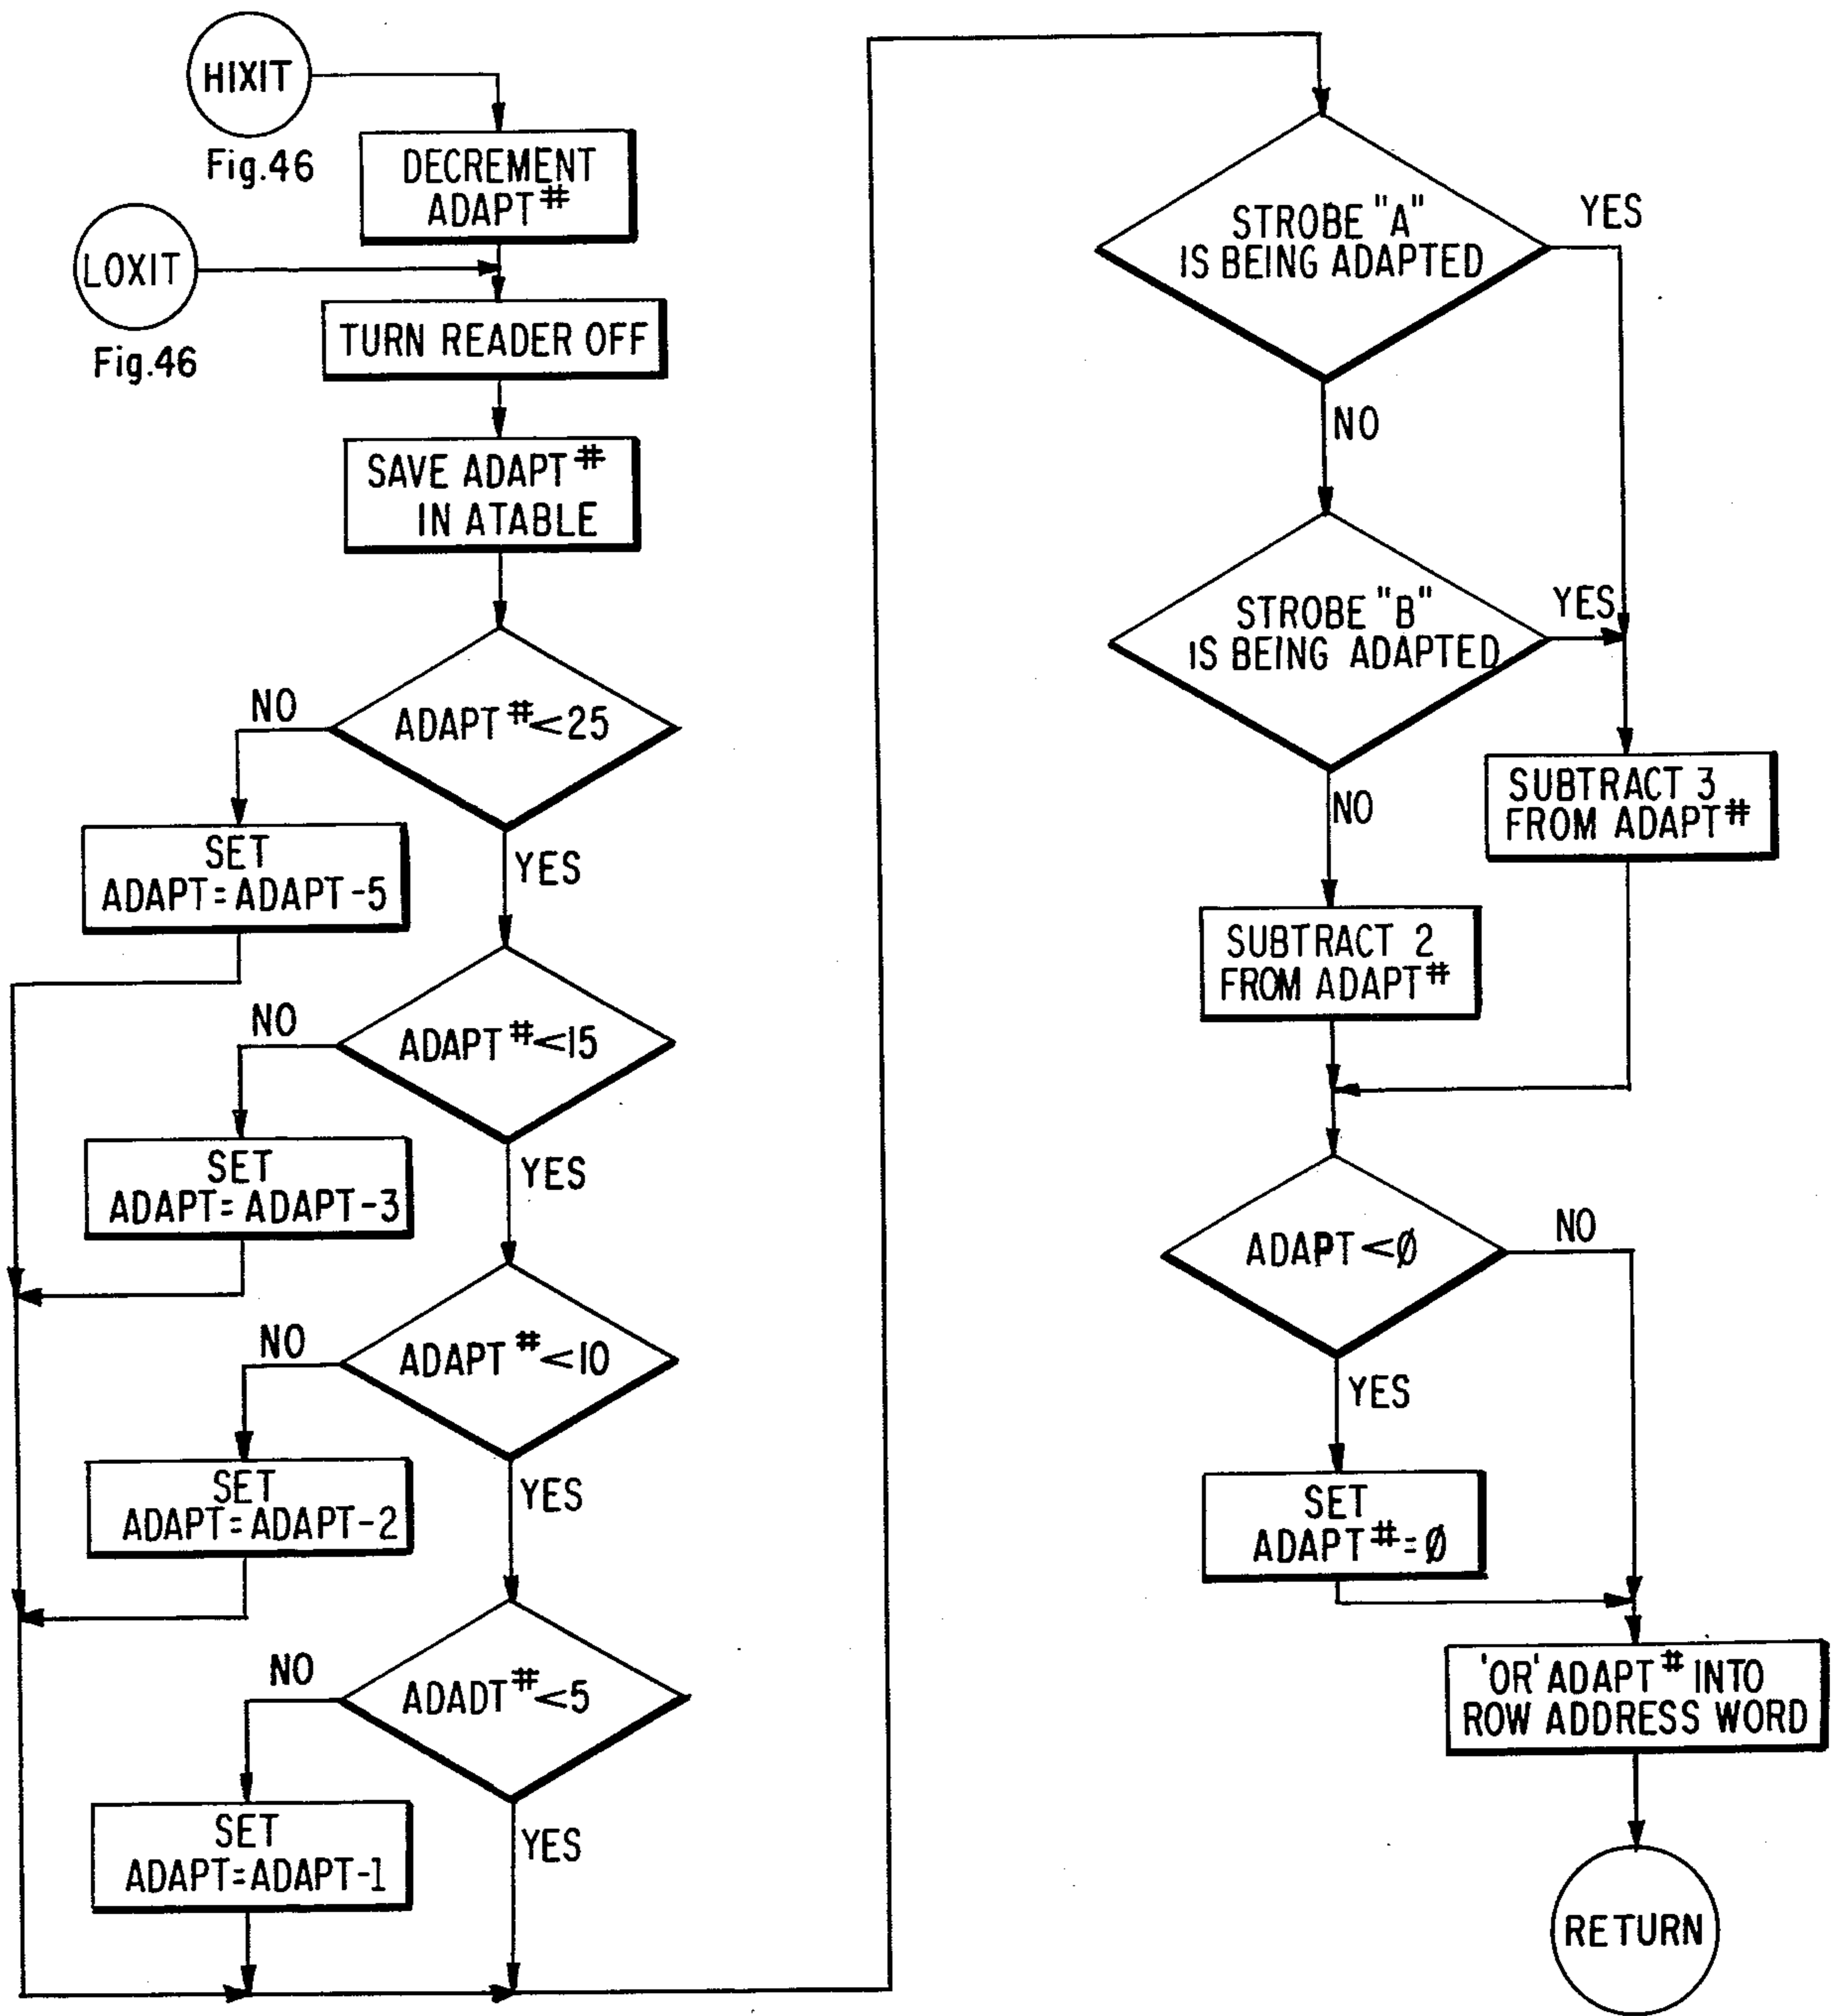 HIXIT
Fig.46
DECREMENT
ADAPT#
LOXIT
Fig.46
TURN READER OFF
SAVE ADAPT#
IN ATABLE
ADAPT#<25
NO
YES
SET
ADAPT=ADAPT-5
ADAPT#<15
NO
YES
SET
ADAPT=ADAPT-3
ADAPT#<10
NO
YES
SET
ADAPT=ADAPT-2
ADADT#<5
NO
YES
SET
ADAPT=ADAPT-1
STROBE "A"
IS BEING ADAPTED
YES
NO
STROBE "B"
IS BEING ADAPTED
YES
NO
SUBTRACT 3
FROM ADAPT#
SUBTRACT 2
FROM ADAPT#
ADAPT<Ø
NO
YES
SET
ADAPT#=Ø
'OR' ADAPT# INTO
ROW ADDRESS WORD
RETURN